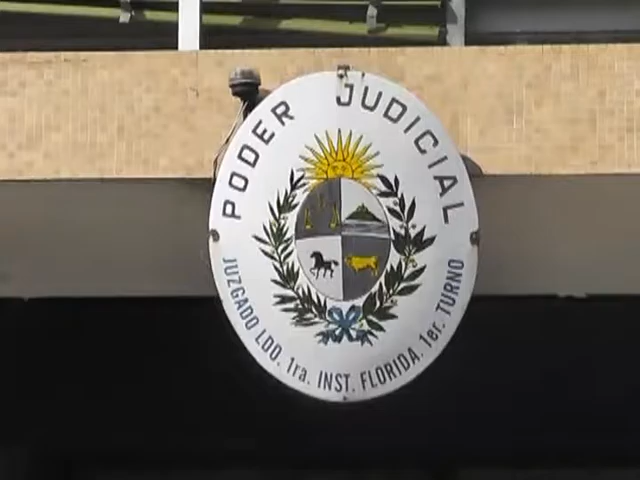 PODER JUDICIAL
JUZGADO LDO. 1ra. INST. FLORIDA. 1er. TURNO